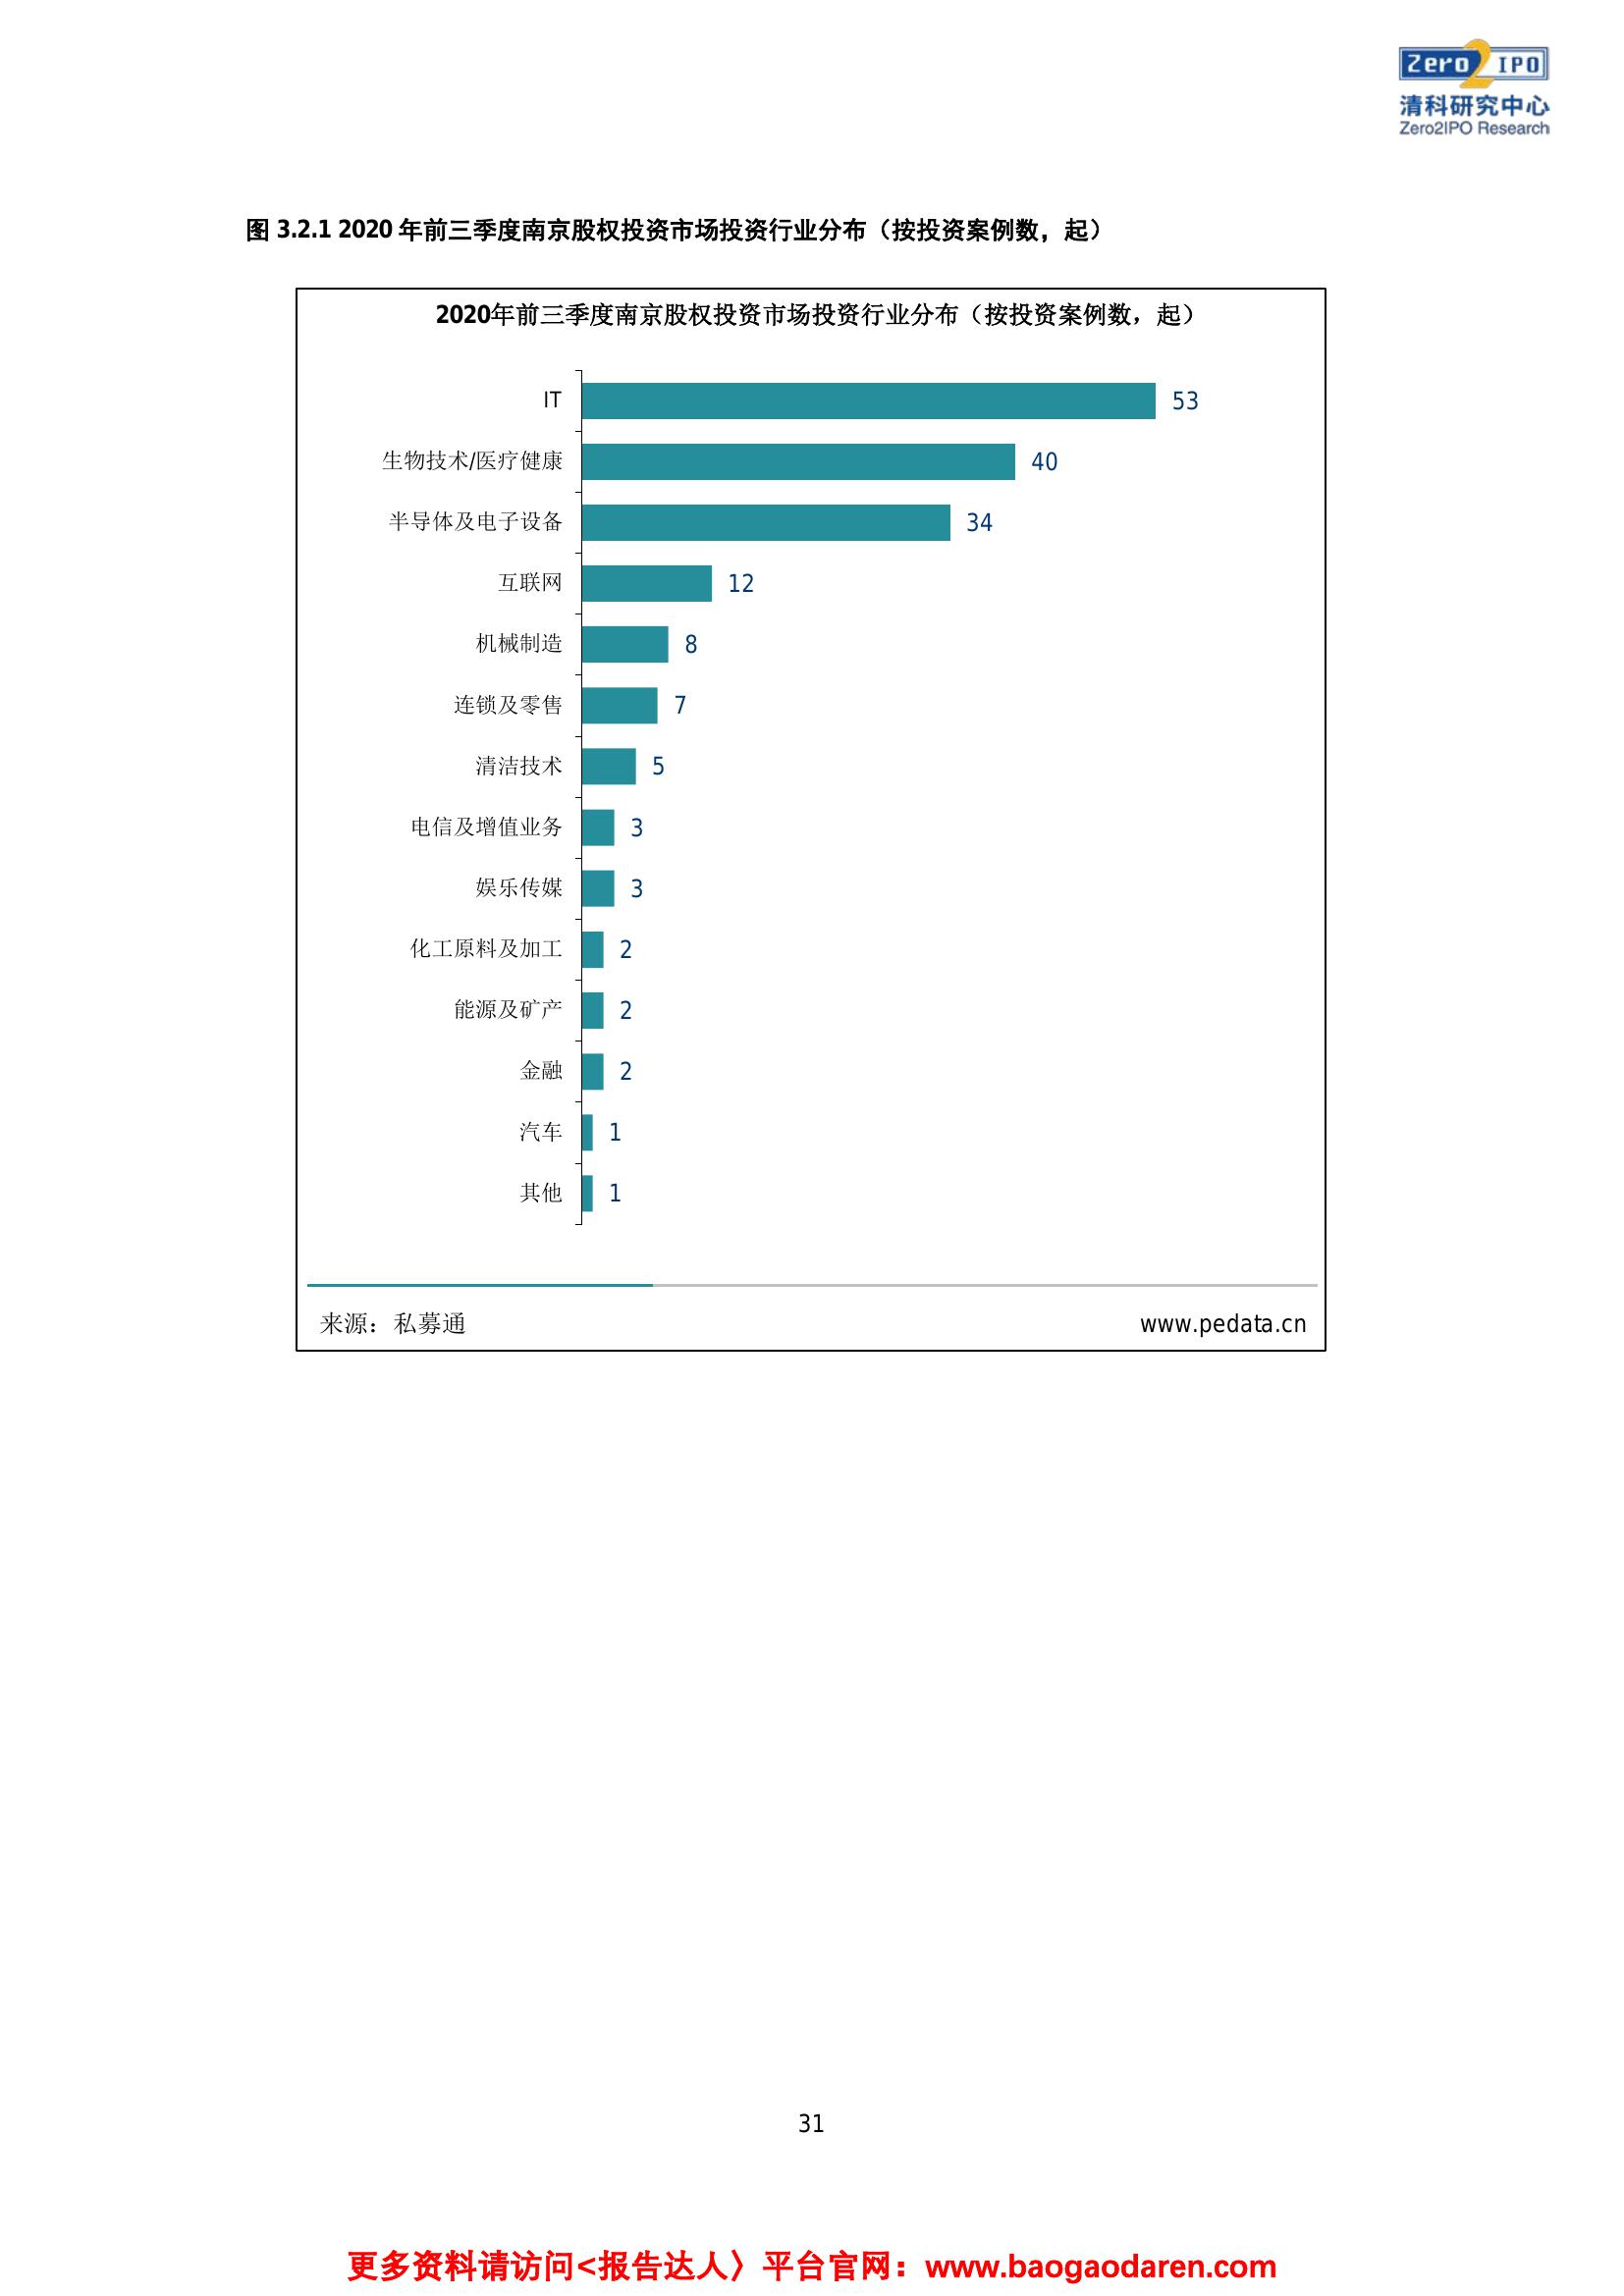 Zero2IPO
清科研究中心
Zero2IPO Research
图 3.2.1 2020 年前三季度南京股权投资市场投资行业分布（按投资案例数，起）
2020年前三季度南京股权投资市场投资行业分布（按投资案例数，起）
IT 53
生物技术/医疗健康 40
半导体及电子设备 34
互联网 12
机械制造 8
连锁及零售 7
清洁技术 5
电信及增值业务 3
娱乐传媒 3
化工原料及加工 2
能源及矿产 2
金融 2
汽车 1
其他 1
来源：私募通 www.pedata.cn
31
更多资料请访问<报告达人〉平台官网：www.baogaodaren.com